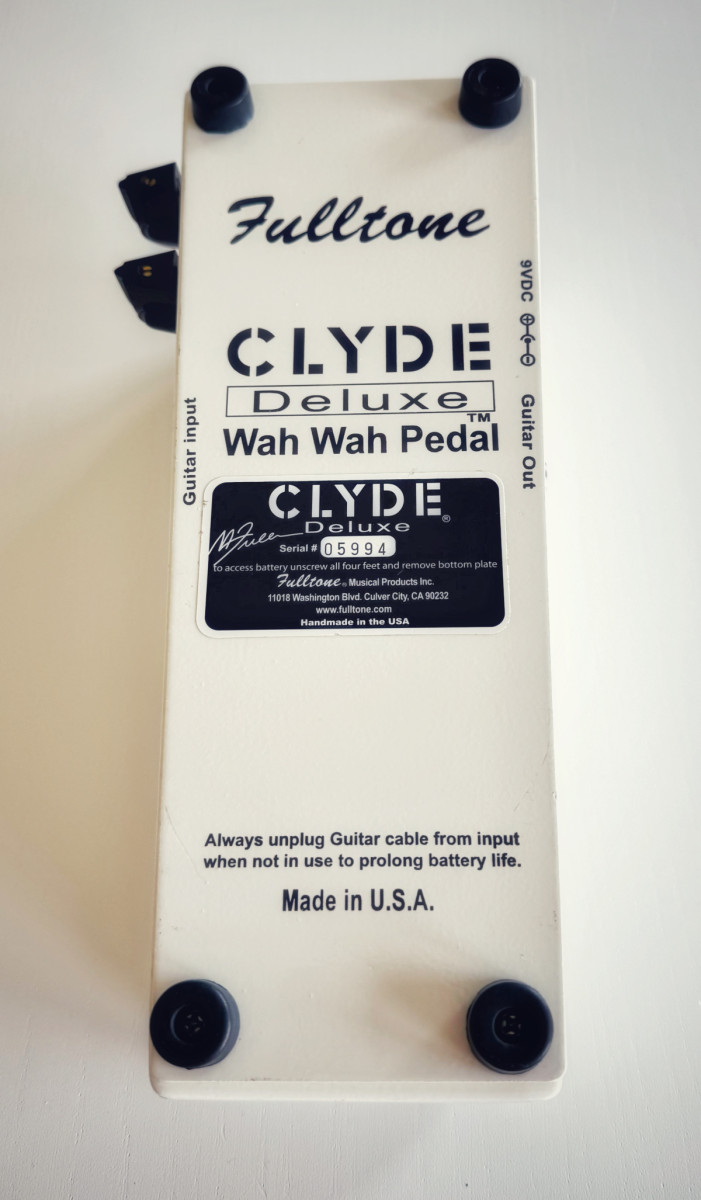 Fulltone
9VDC
CLYDE
Deluxe™
Wah Wah Pedal
Guitar input
Guitar Out
CLYDE
Deluxe®
M Fuller
Serial # 05994
to access battery unscrew all four feet and remove bottom plate
Fulltone® Musical Products Inc.
11018 Washington Blvd. Culver City, CA 90232
www.fulltone.com
Handmade in the USA
Always unplug Guitar cable from input
when not in use to prolong battery life.
Made in U.S.A.